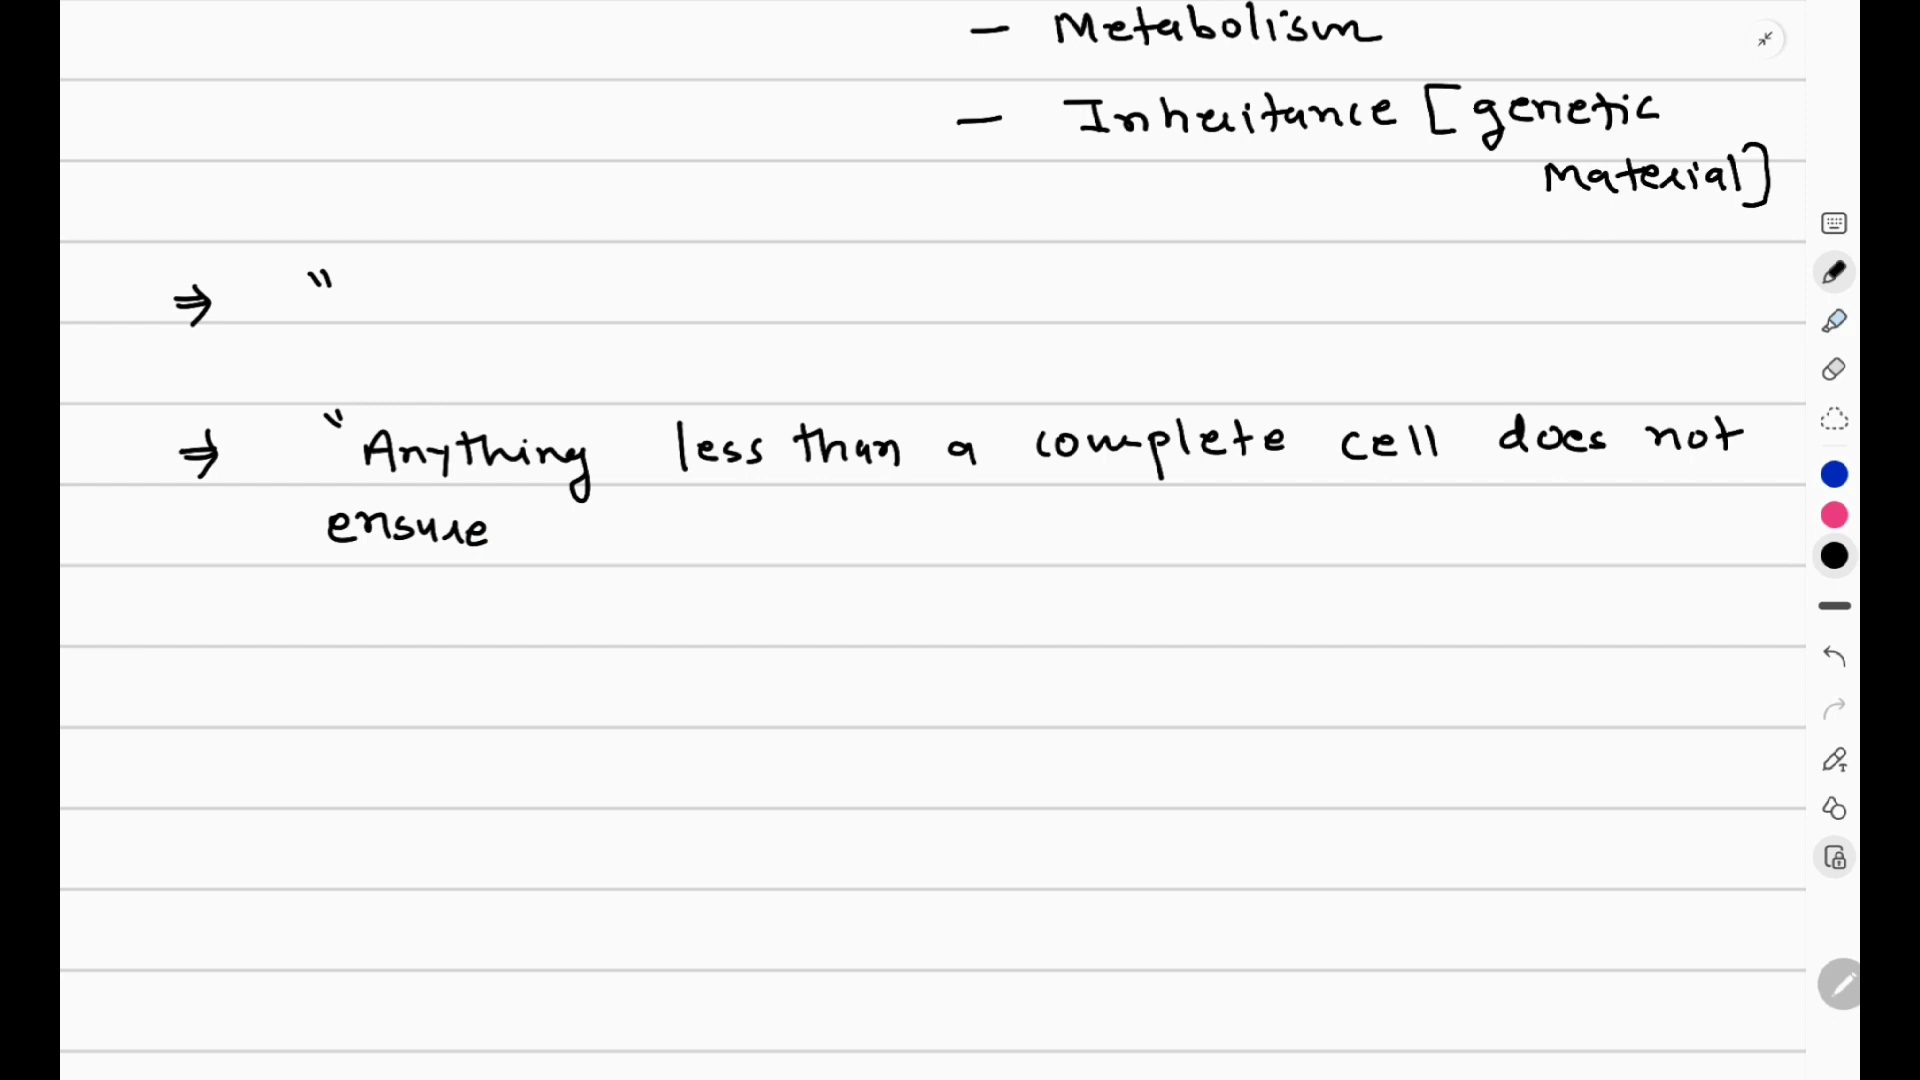 - Metabolism
- Inheritance [genetic
material]
⇒ "
⇒ "Anything less than a complete cell does not
ensure